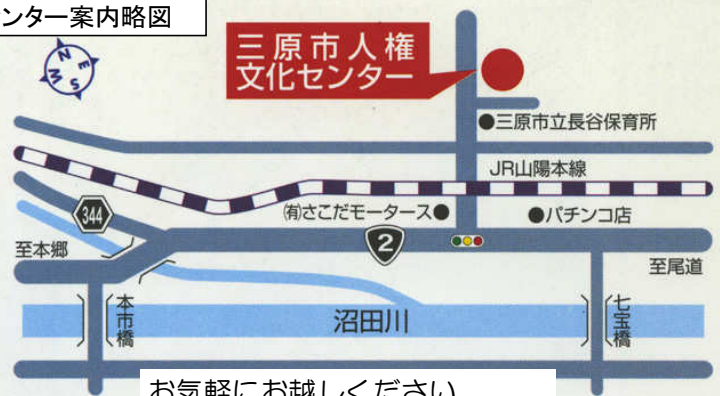 ンター案内略図
N
E
W
S
三原市人権
文化センター
●三原市立長谷保育所
JR山陽本線
344
㈲さこだモータース●
●パチンコ店
2
至本郷
至尾道
本市橋
沼田川
七宝橋
お気軽にお越しください